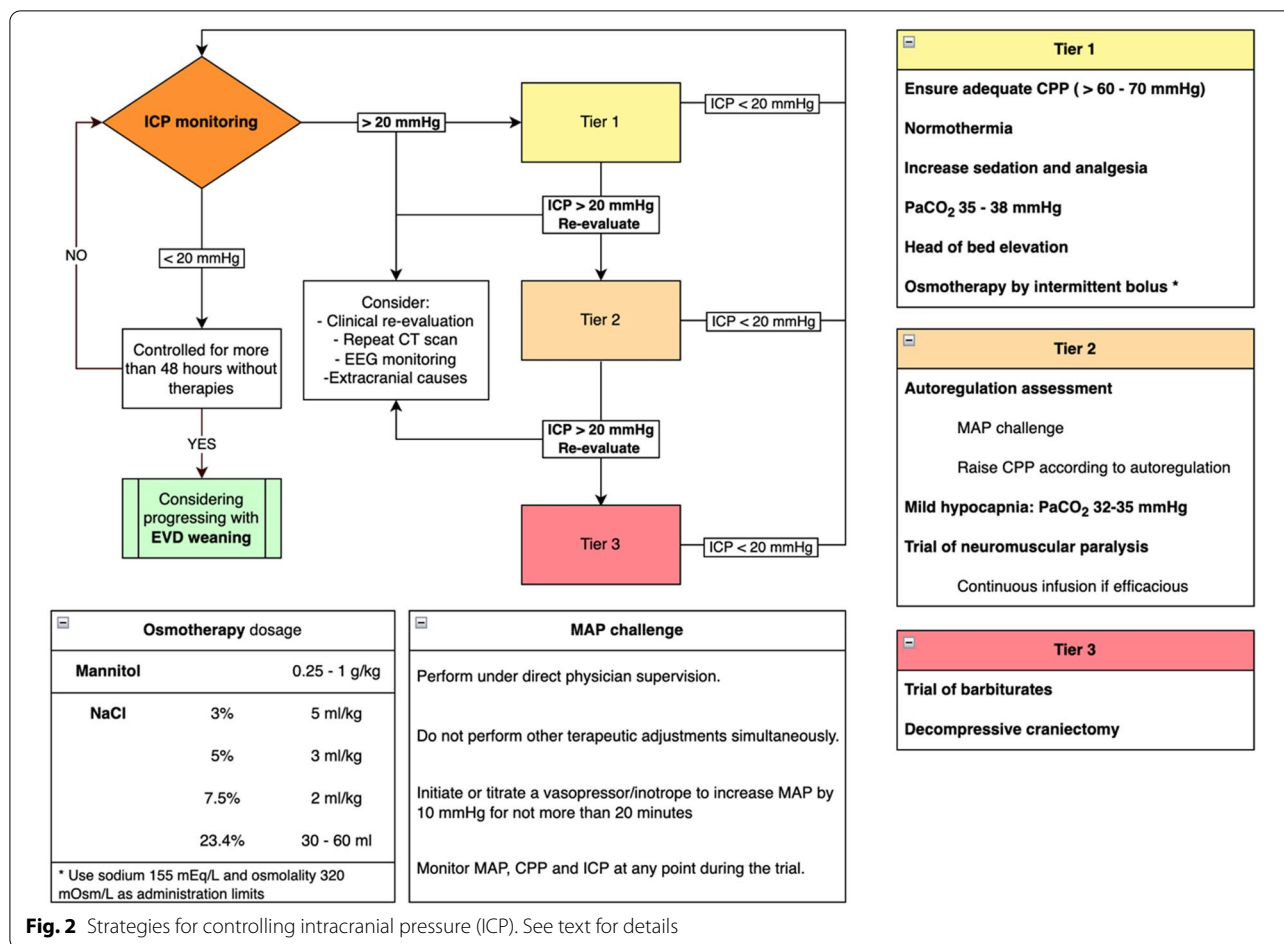 ICP monitoring
> 20 mmHg
Tier 1
ICP < 20 mmHg
ICP > 20 mmHg
Re-evaluate
NO
< 20 mmHg
Consider:
- Clinical re-evaluation
- Repeat CT scan
- EEG monitoring
-Extracranial causes
Tier 2
ICP < 20 mmHg
Controlled for more
than 48 hours without
therapies
ICP > 20 mmHg
Re-evaluate
YES
Considering
progressing with
EVD weaning
Tier 3
ICP < 20 mmHg
Tier 1
Ensure adequate CPP ( > 60 - 70 mmHg)
Normothermia
Increase sedation and analgesia
PaCO2 35 - 38 mmHg
Head of bed elevation
Osmotherapy by intermittent bolus *
Tier 2
Autoregulation assessment
MAP challenge
Raise CPP according to autoregulation
Mild hypocapnia: PaCO2 32-35 mmHg
Trial of neuromuscular paralysis
Continuous infusion if efficacious
Tier 3
Trial of barbiturates
Decompressive craniectomy
Osmotherapy dosage
Mannitol 0.25 - 1 g/kg
NaCl 3% 5 ml/kg
5% 3 ml/kg
7.5% 2 ml/kg
23.4% 30 - 60 ml
* Use sodium 155 mEq/L and osmolality 320
mOsm/L as administration limits
MAP challenge
Perform under direct physician supervision.
Do not perform other terapeutic adjustments simultaneously.
Initiate or titrate a vasopressor/inotrope to increase MAP by
10 mmHg for not more than 20 minutes
Monitor MAP, CPP and ICP at any point during the trial.
Fig. 2 Strategies for controlling intracranial pressure (ICP). See text for details